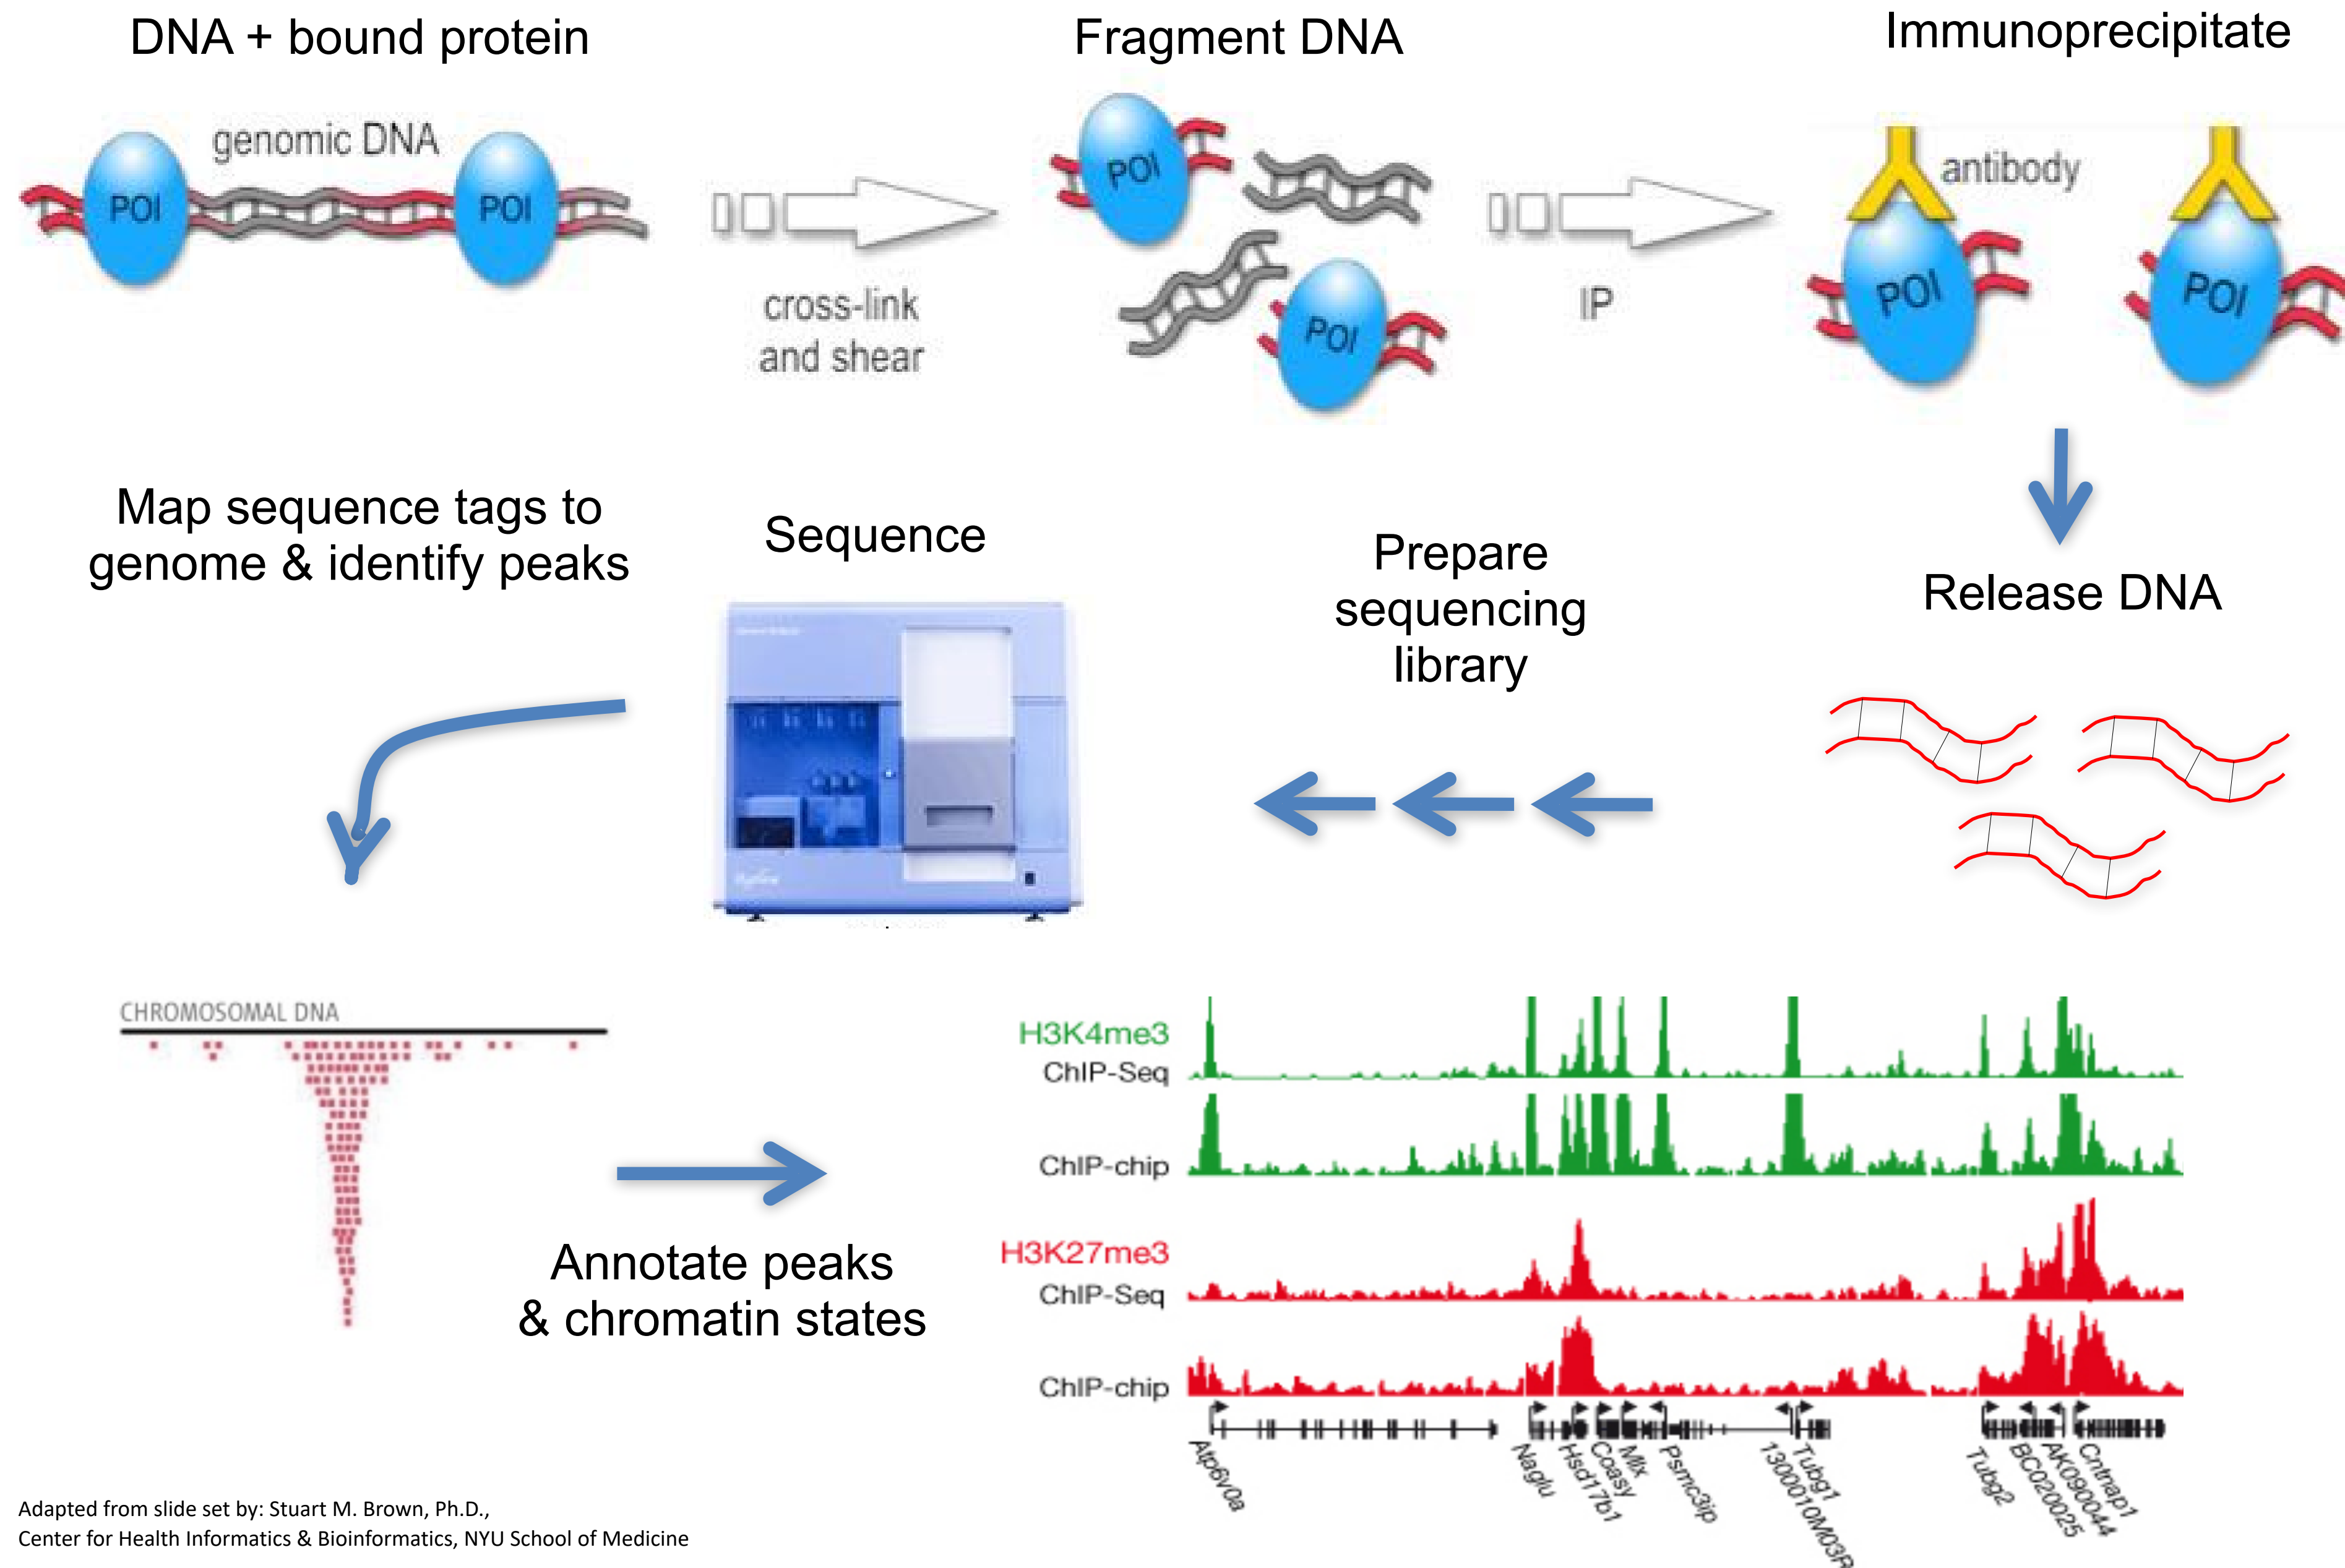 DNA + bound protein
Fragment DNA
Immunoprecipitate
genomic DNA
POI
POI
cross-link
and shear
POI
POI
IP
antibody
POI
POI
Map sequence tags to
genome & identify peaks
Sequence
Prepare
sequencing
library
Release DNA
CHROMOSOMAL DNA
Annotate peaks
& chromatin states
H3K4me3
ChIP-Seq
ChIP-chip
H3K27me3
ChIP-Seq
ChIP-chip
Atp6v0a
Naglu
Hsd17b1
Coasy
Mlx
Psmc3ip
1300010M03R
Tubg1
Tubg2
BC020025
AK090044
Cntnap1
Adapted from slide set by: Stuart M. Brown, Ph.D.,
Center for Health Informatics & Bioinformatics, NYU School of Medicine